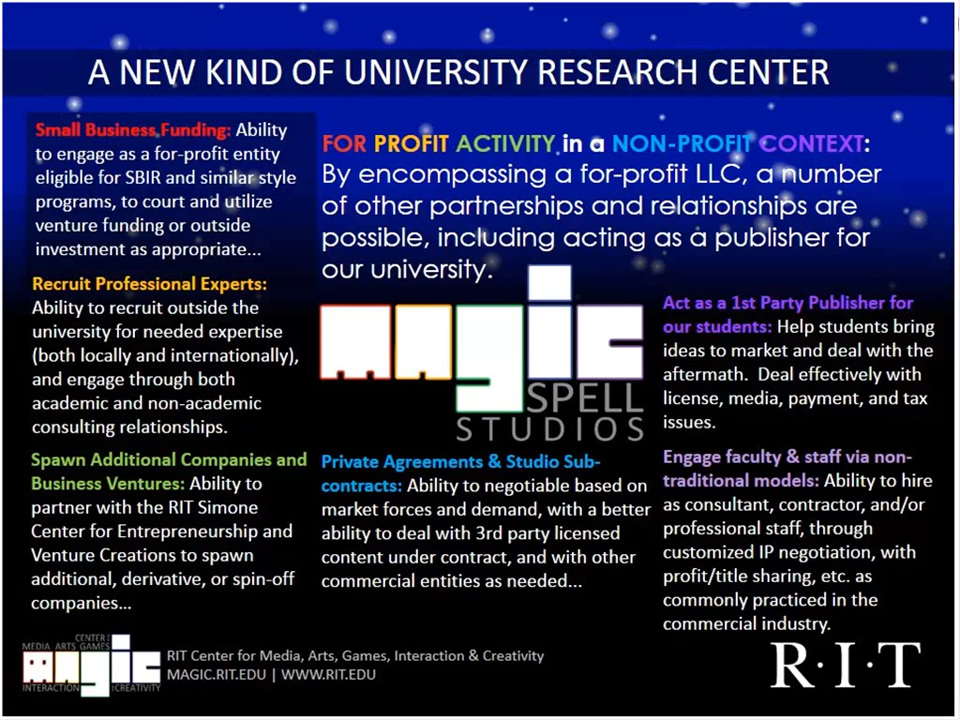 A NEW KIND OF UNIVERSITY RESEARCH CENTER
Small Business Funding: Ability
to engage as a for-profit entity
eligible for SBIR and similar style
programs, to court and utilize
venture funding or outside
investment as appropriate...
Recruit Professional Experts:
Ability to recruit outside the
university for needed expertise
(both locally and internationally),
and engage through both
academic and non-academic
consulting relationships.
Spawn Additional Companies and
Business Ventures: Ability to
partner with the RIT Simone
Center for Entrepreneurship and
Venture Creations to spawn
additional, derivative, or spin-off
companies...
FOR PROFIT ACTIVITY in a NON-PROFIT CONTEXT:
By encompassing a for-profit LLC, a number
of other partnerships and relationships are
possible, including acting as a publisher for
our university.
magic
SPELL
STUDIOS
Private Agreements & Studio Sub-
contracts: Ability to negotiable based on
market forces and demand, with a better
ability to deal with 3rd party licensed
content under contract, and with other
commercial entities as needed...
Act as a 1st Party Publisher for
our students: Help students bring
ideas to market and deal with the
aftermath. Deal effectively with
license, media, payment, and tax
issues.
Engage faculty & staff via non-
traditional models: Ability to hire
as consultant, contractor, and/or
professional staff, through
customized IP negotiation, with
profit/title sharing, etc. as
commonly practiced in the
commercial industry.
CENTER FOR
MEDIA ARTS GAMES
magic
INTERACTION & CREATIVITY
RIT Center for Media, Arts, Games, Interaction & Creativity
MAGIC.RIT.EDU | WWW.RIT.EDU
R·I·T